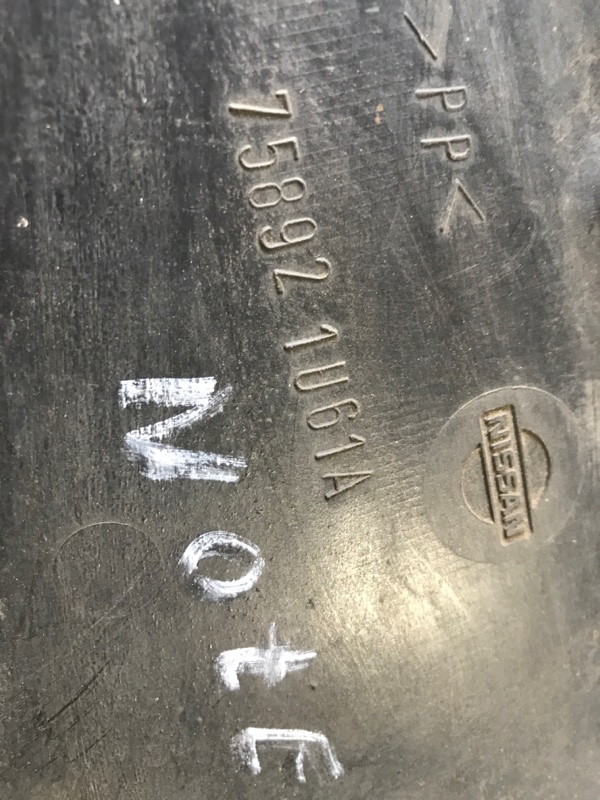 >PP<
75892 1U61A
NISSAN
NotE